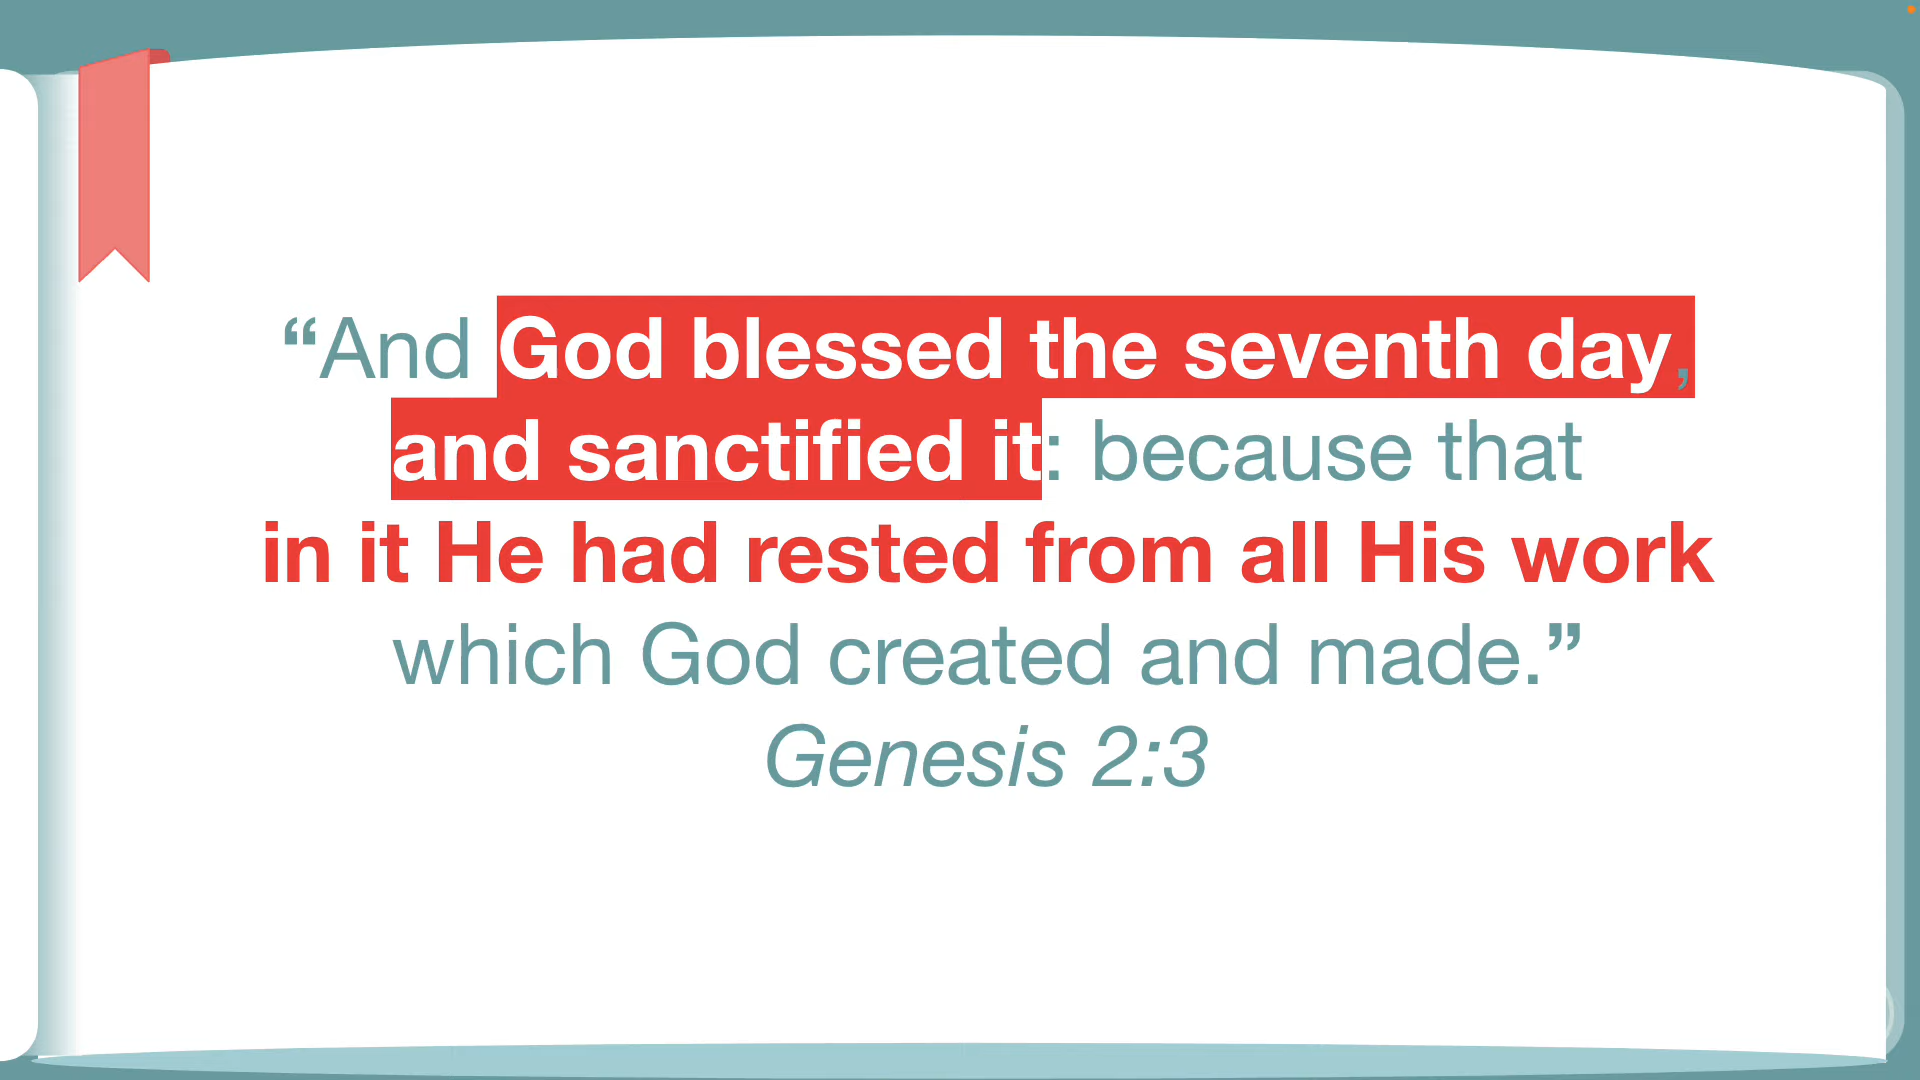 “And God blessed the seventh day,
and sanctified it: because that
in it He had rested from all His work
which God created and made.”
Genesis 2:3